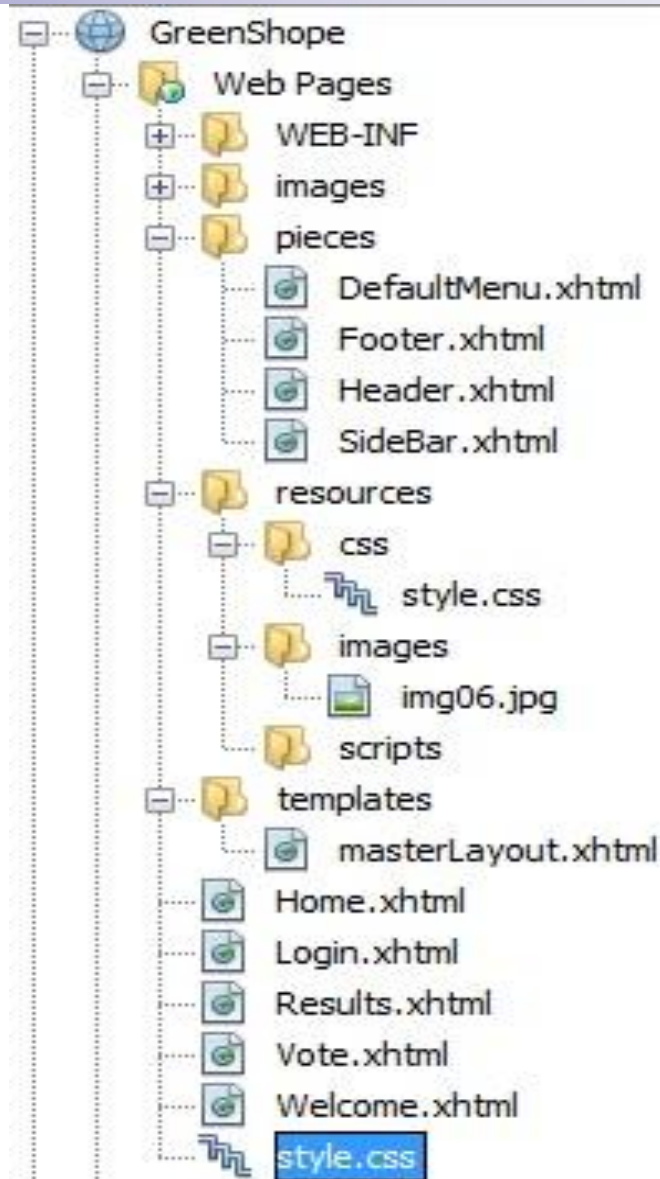 GreenShope
Web Pages
WEB-INF
images
pieces
DefaultMenu.xhtml
Footer.xhtml
Header.xhtml
SideBar.xhtml
resources
css
style.css
images
img06.jpg
scripts
templates
masterLayout.xhtml
Home.xhtml
Login.xhtml
Results.xhtml
Vote.xhtml
Welcome.xhtml
style.css